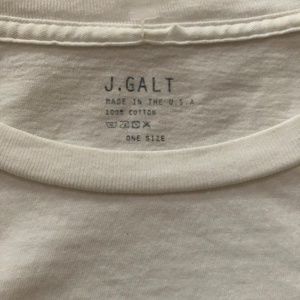 J.GALT
MADE IN THE U.S.A
100% COTTON
ONE SIZE